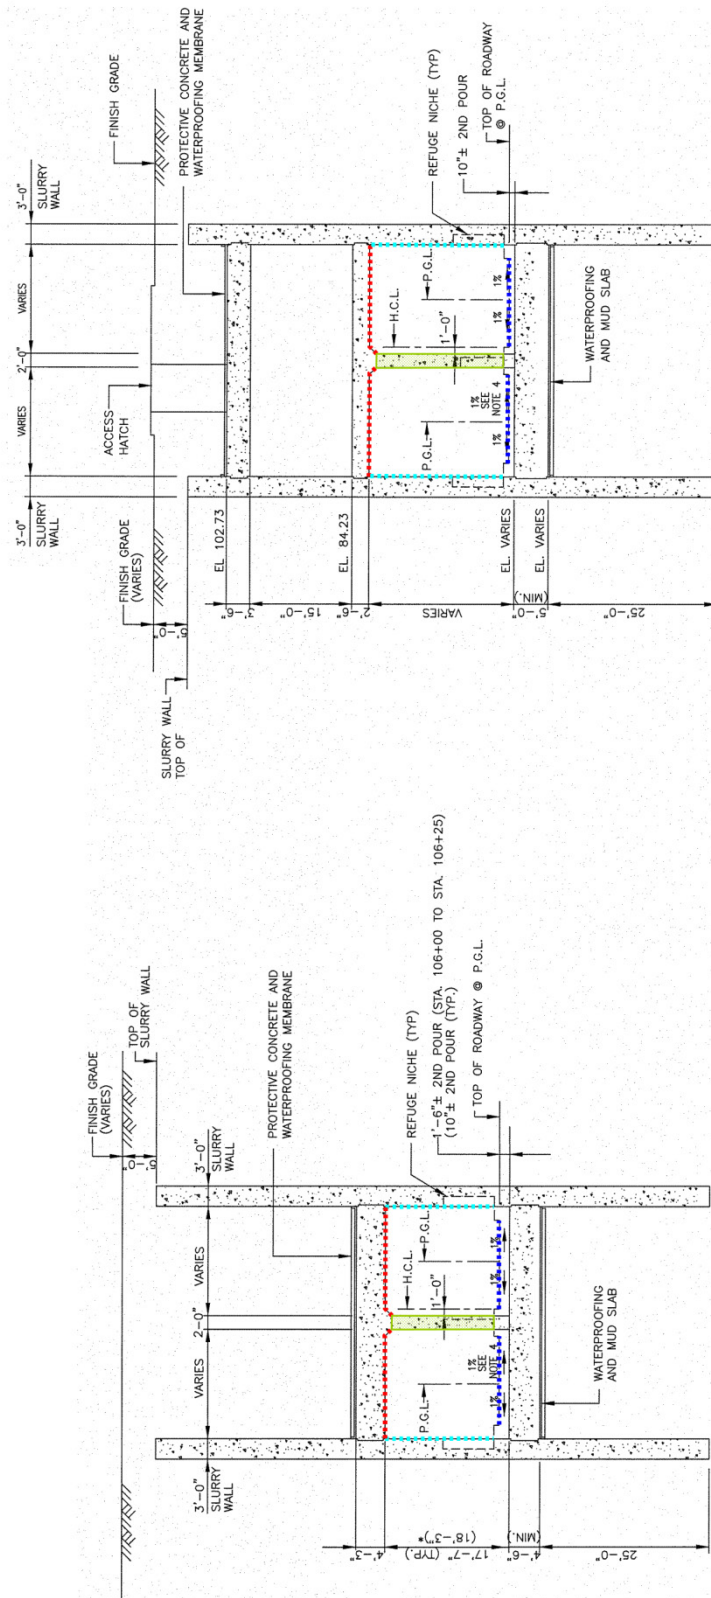 3'-0"
SLURRY
WALL
VARIES
2'-0"
VARIES
3'-0"
SLURRY
WALL
FINISH GRADE
(VARIES)
ACCESS
HATCH
FINISH GRADE
PROTECTIVE CONCRETE AND
WATERPROOFING MEMBRANE
5'-0"
SLURRY WALL
TOP OF
EL 102.73
3'-6"
15'-0"
EL. 84.23
2'-6"
VARIES
EL. VARIES
5'-0"
(MIN.)
EL. VARIES
25'-0"
P.G.L.
H.C.L.
P.G.L.
1'-0"
1%
1%
SEE
NOTE 4
1%
1%
REFUGE NICHE (TYP)
10"± 2ND POUR
TOP OF ROADWAY
@ P.G.L.
WATERPROOFING
AND MUD SLAB
FINISH GRADE
(VARIES)
TOP OF
SLURRY WALL
5'-0"
3'-0"
SLURRY
WALL
VARIES
2-0"
VARIES
3'-0"
SLURRY
WALL
PROTECTIVE CONCRETE AND
WATERPROOFING MEMBRANE
4'-3"
17'-7" (TYP.)
(18'-3")*
4'-6"
(MIN.)
25'-0"
P.G.L.
H.C.L.
P.G.L.
1'-0"
1%
1%
SEE
NOTE 4
1%
1%
REFUGE NICHE (TYP)
1'-6"± 2ND POUR (STA. 106+00 TO STA. 106+25)
(10"± 2ND POUR (TYP.)
TOP OF ROADWAY @ P.G.L.
WATERPROOFING
AND MUD SLAB